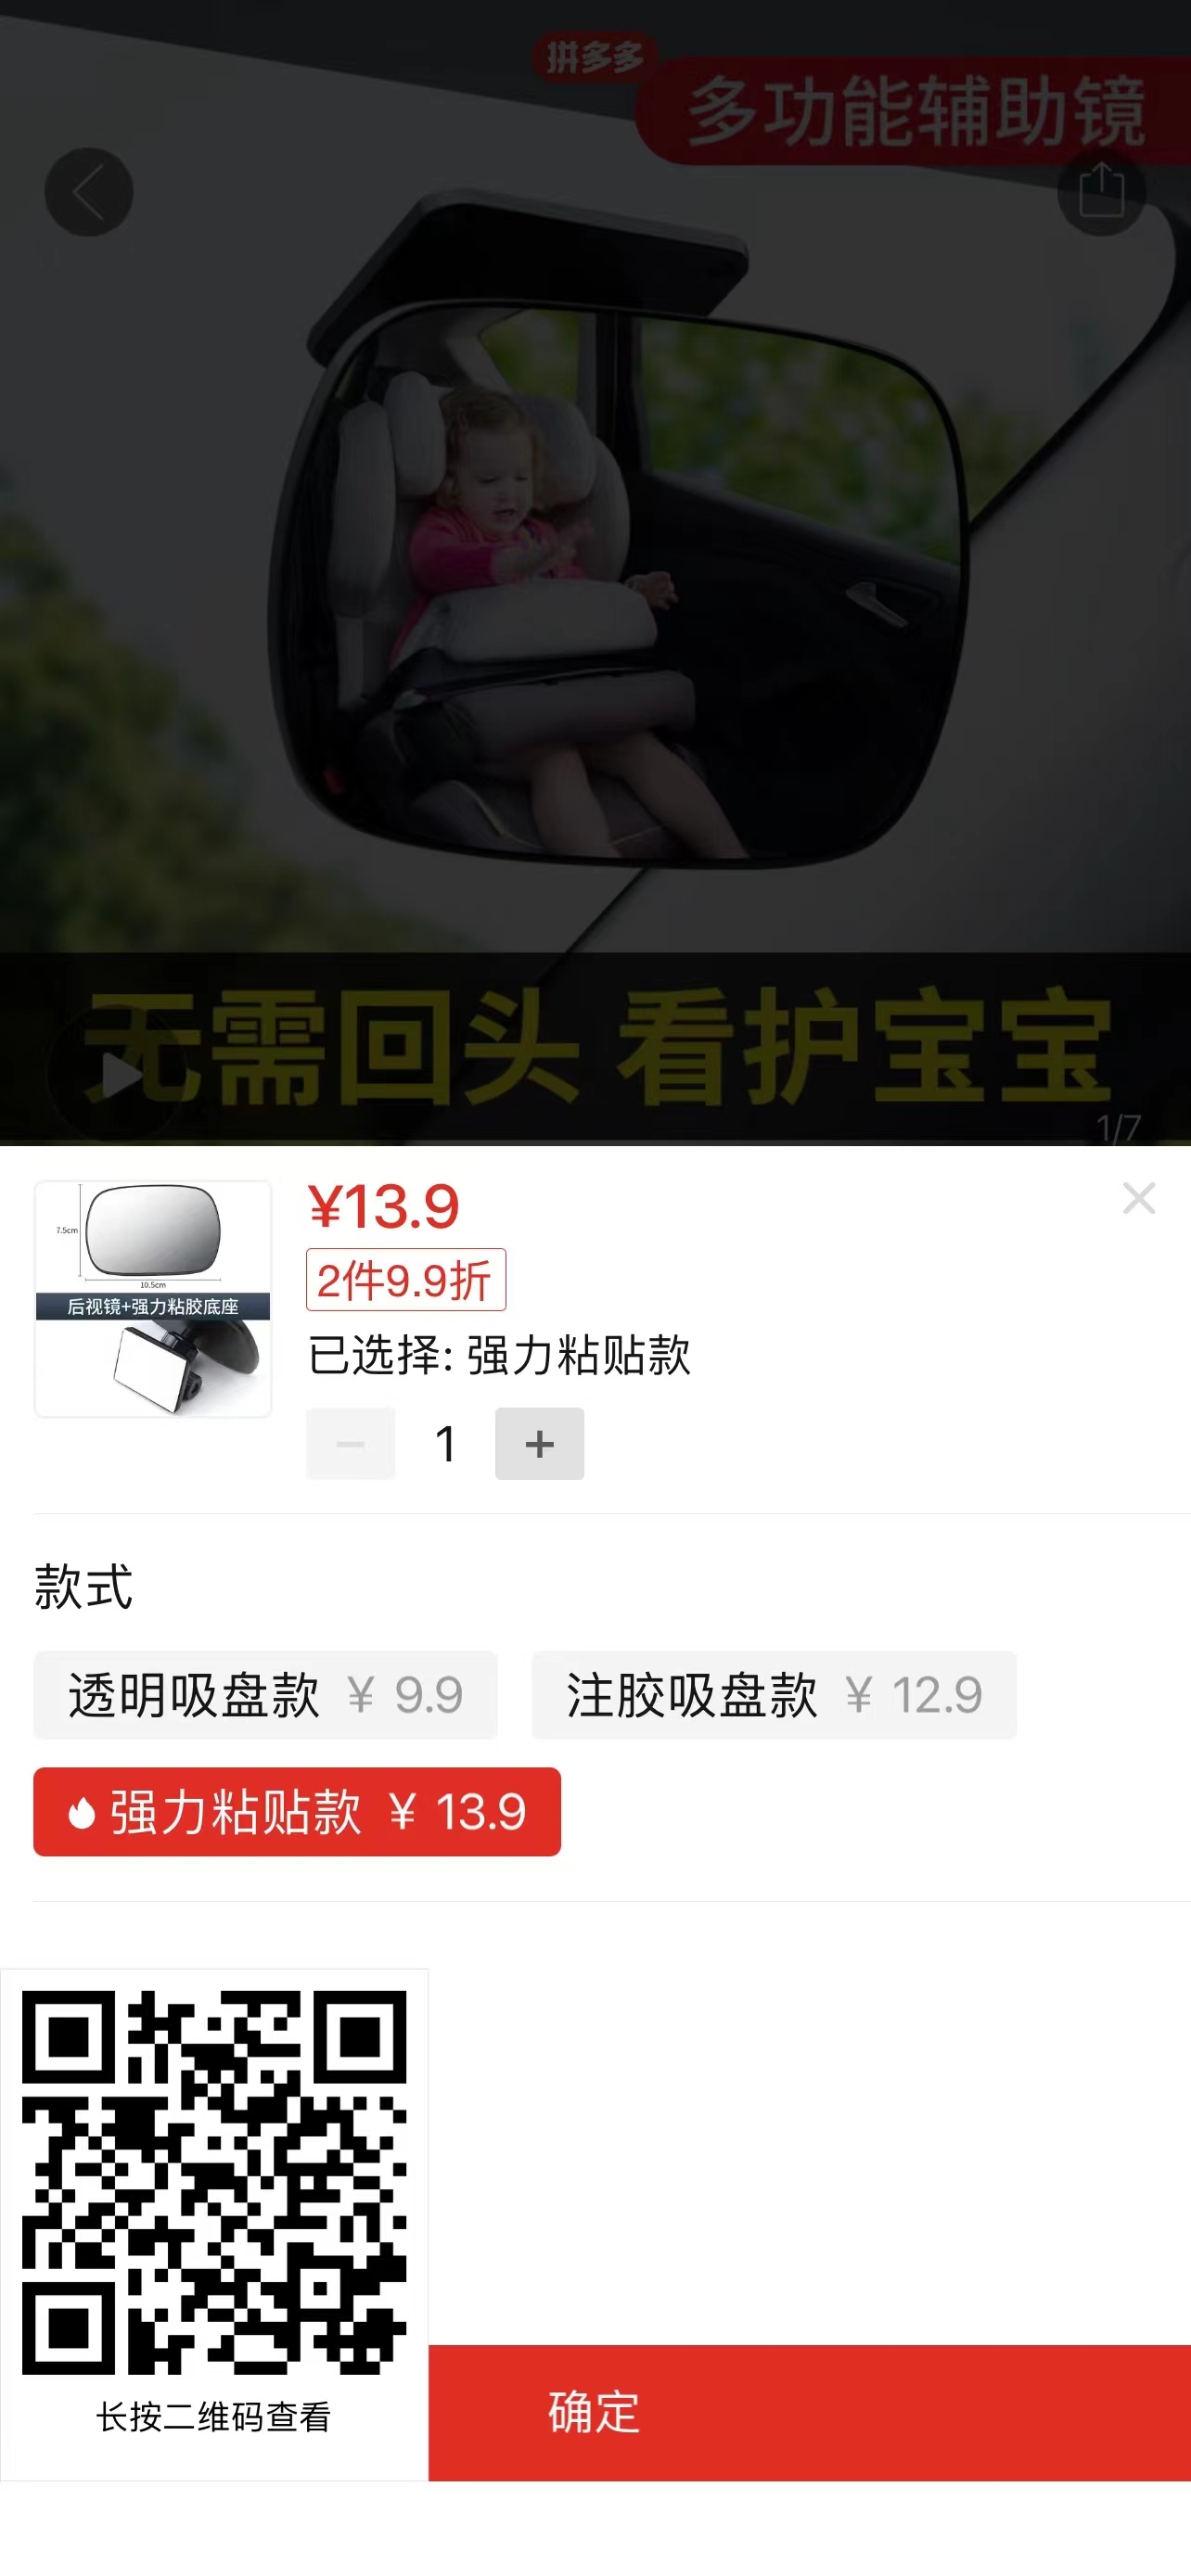 拼多多
多功能辅助镜
无需回头 看护宝宝
1/7
7.5cm
10.5cm
后视镜+强力粘胶底座
¥13.9
2件9.9折
已选择: 强力粘贴款
1
款式
透明吸盘款 ¥ 9.9
注胶吸盘款 ¥ 12.9
强力粘贴款 ¥ 13.9
长按二维码查看
确定